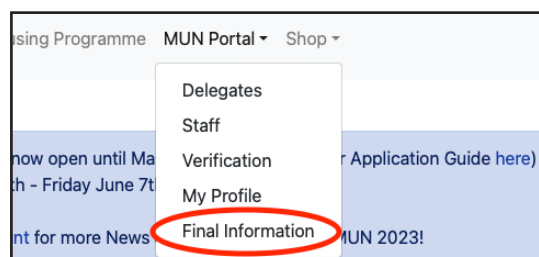 using Programme MUN Portal Shop
Delegates
Staff
now open until Ma Verification r Application Guide here)
th - Friday June 7t
My Profile
nt for more News Final Information MUN 2023!